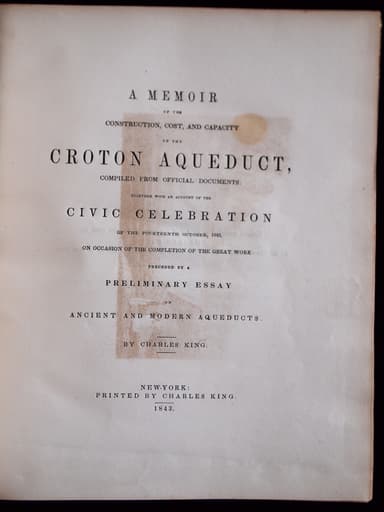 A MEMOIR
OF THE
CONSTRUCTION, COST, AND CAPACITY
OF THE
CROTON AQUEDUCT,
COMPILED FROM OFFICIAL DOCUMENTS:
TOGETHER WITH AN ACCOUNT OF THE
CIVIC CELEBRATION
OF THE FOURTEENTH OCTOBER, 1842,
ON OCCASION OF THE COMPLETION OF THE GREAT WORK:
PRECEDED BY A
PRELIMINARY ESSAY
ON
ANCIENT AND MODERN AQUEDUCTS.
BY CHARLES KING.
NEW-YORK:
PRINTED BY CHARLES KING.
1843.